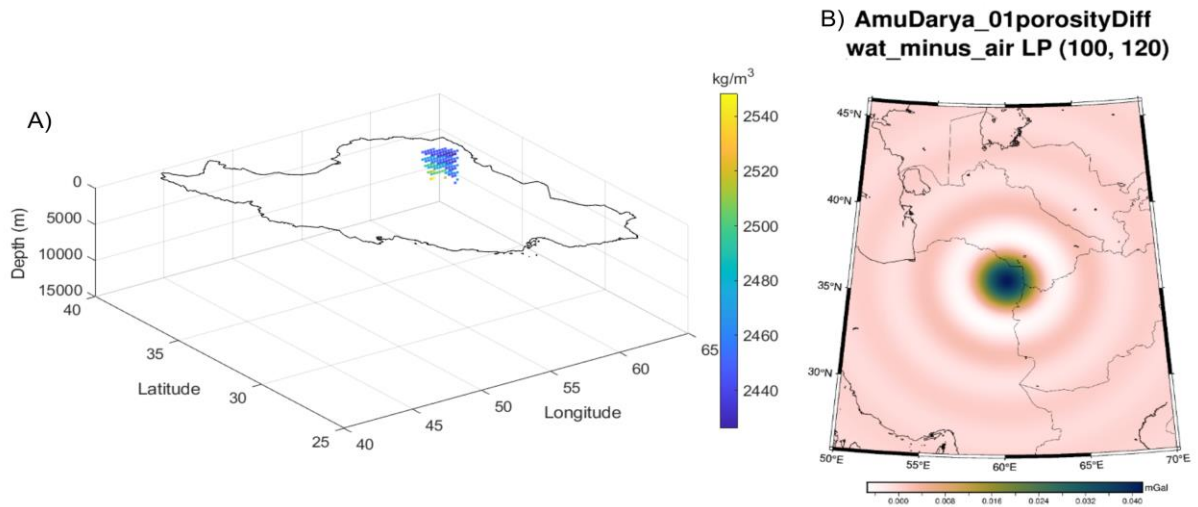 A)
0
5000
10000
15000
Depth (m)
40
35
30
25
Latitude
40
45
50
55
60
65
Longitude
kg/m³
2540
2520
2500
2480
2460
2440
B) AmuDarya_01porosityDiff
wat_minus_air LP (100, 120)
45°N
40°N
35°N
30°N
50°E
55°E
60°E
65°E
70°E
0.000 0.008 0.016 0.024 0.032 0.040
mGal